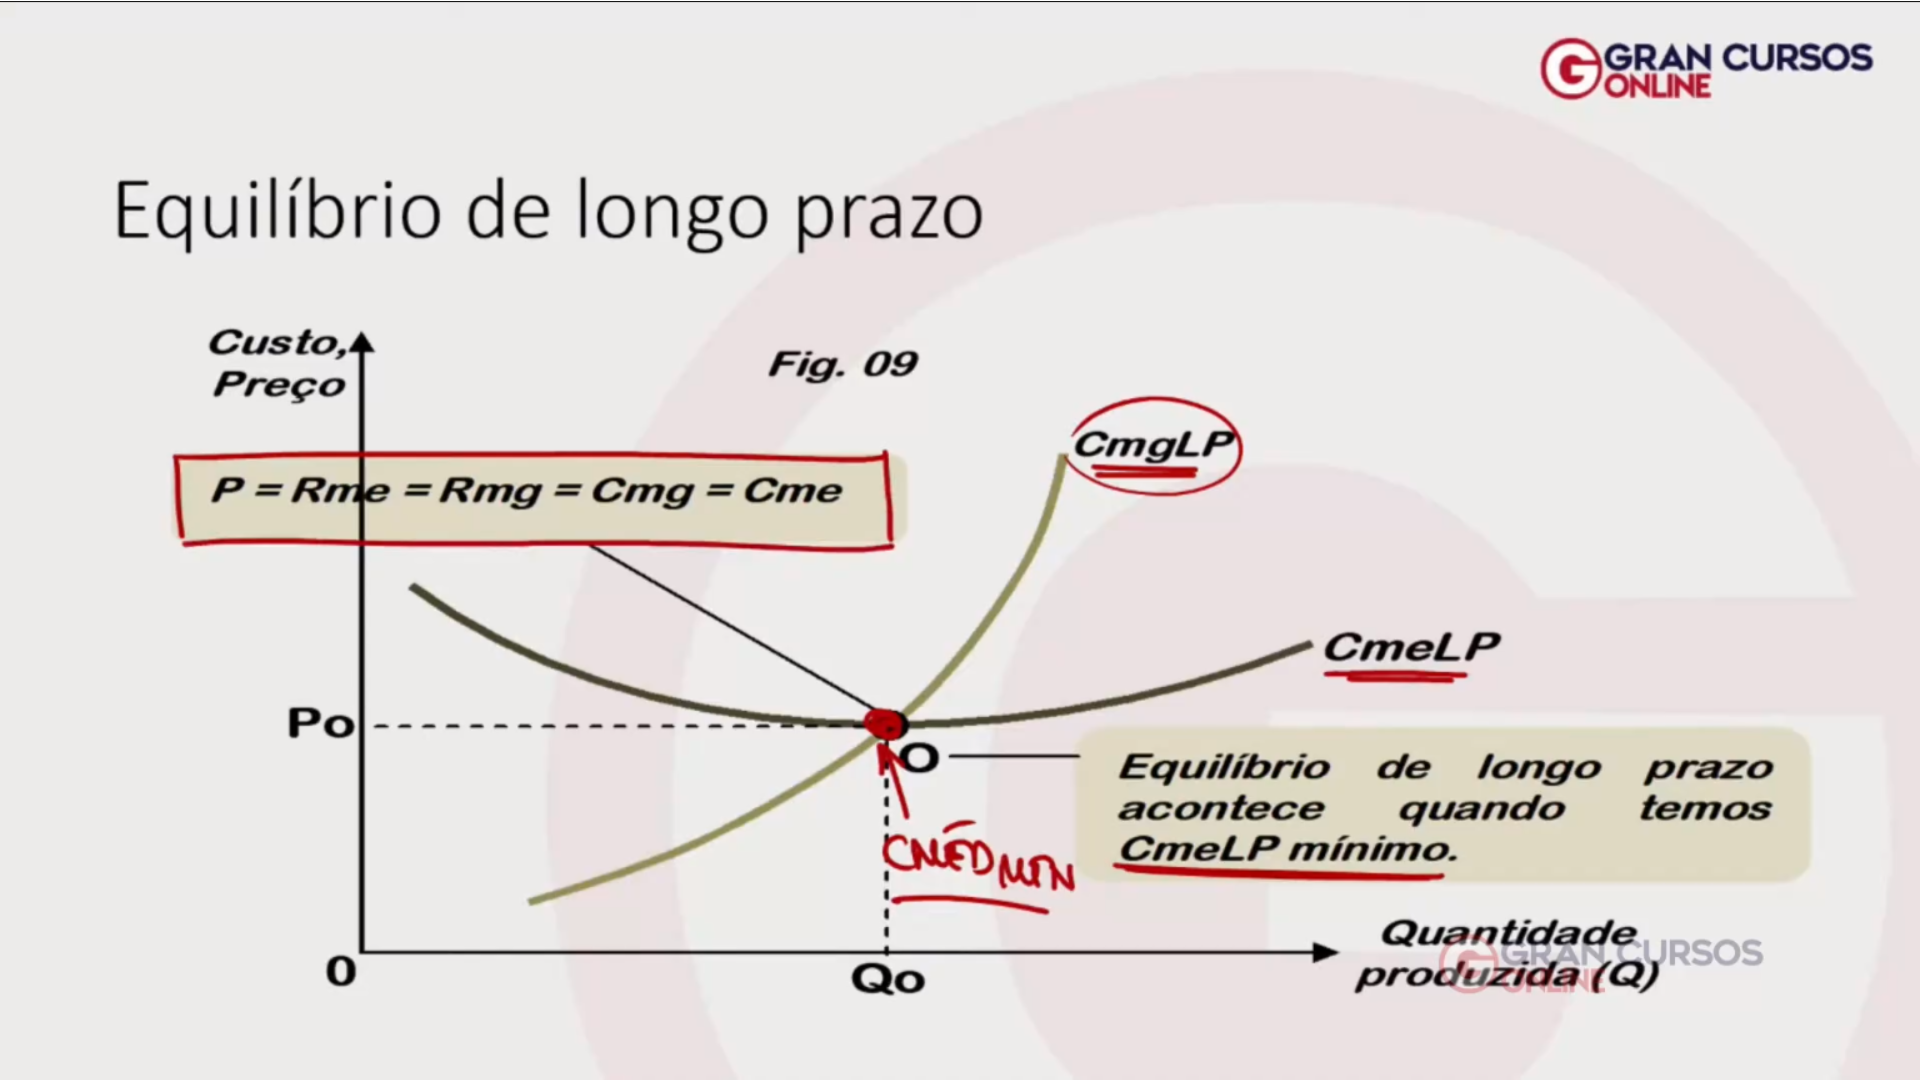 GRAN CURSOS
ONLINE
Equilíbrio de longo prazo
Custo,
Preço
Fig. 09
CmgLP
P = Rme = Rmg = Cmg = Cme
CmeLP
Po
O
Equilíbrio de longo prazo
acontece quando temos
CmeLP mínimo.
CMÉD MÍN
Quantidade
produzida (Q)
GRAN CURSOS
ONLINE
0
Qo